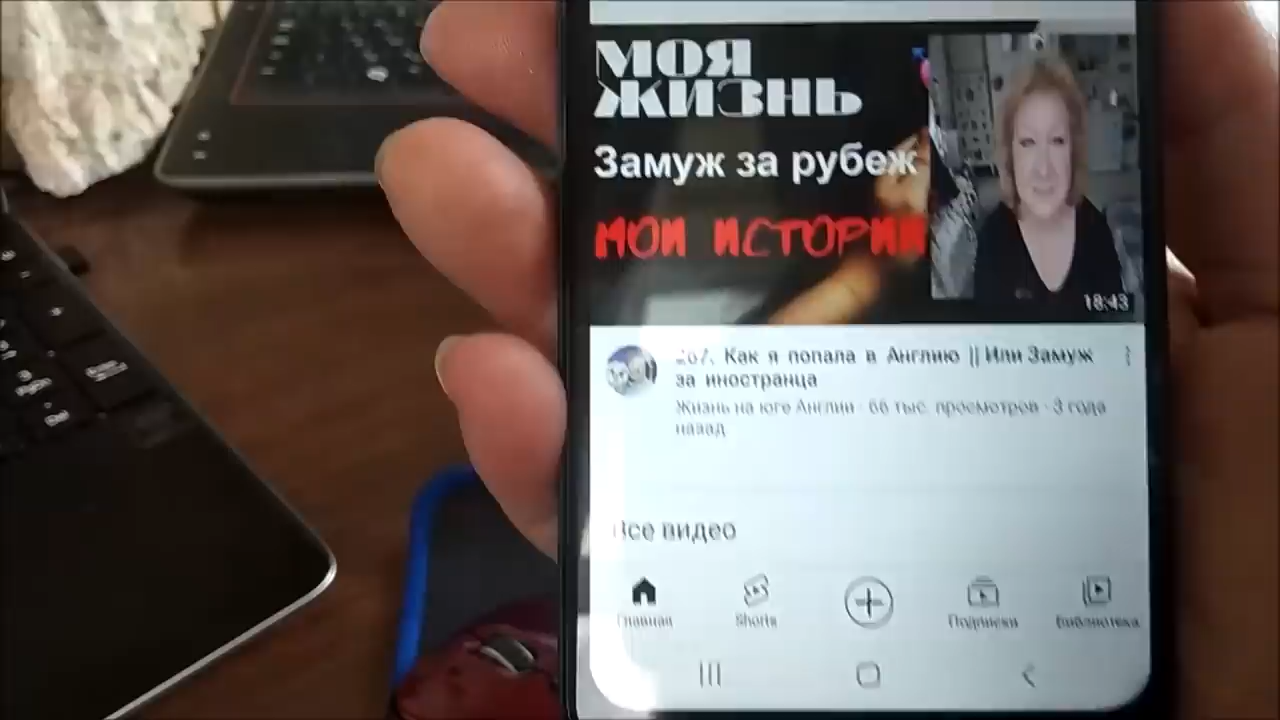 МОЯ
ЖИЗНЬ
Замуж за рубеж
МОИ ИСТОРИИ
18:43
267. Как я попала в Англию || Или Замуж
за иностранца
Жизнь на юге Англии · 66 тыс. просмотров · 3 года
назад
Все видео
Главная
Shorts
Подписки
Библиотека